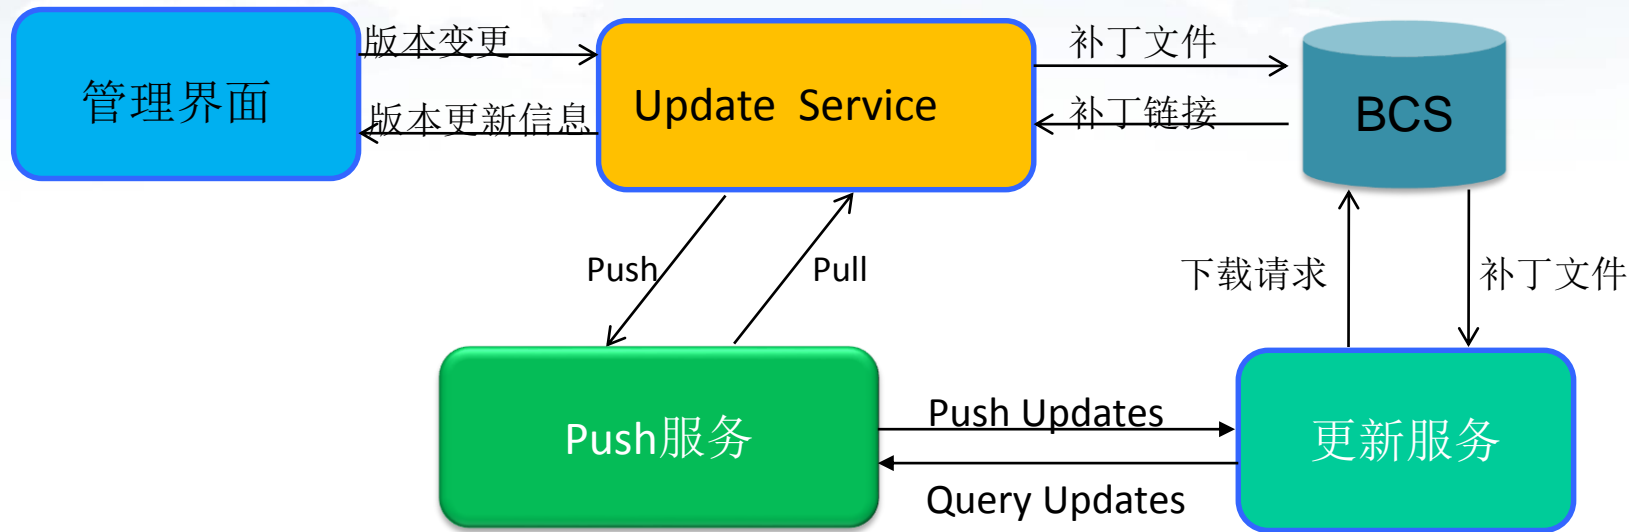 版本变更
补丁文件
管理界面
Update Service
BCS
版本更新信息
补丁链接
Push
Pull
下载请求
补丁文件
Push服务
Push Updates
更新服务
Query Updates